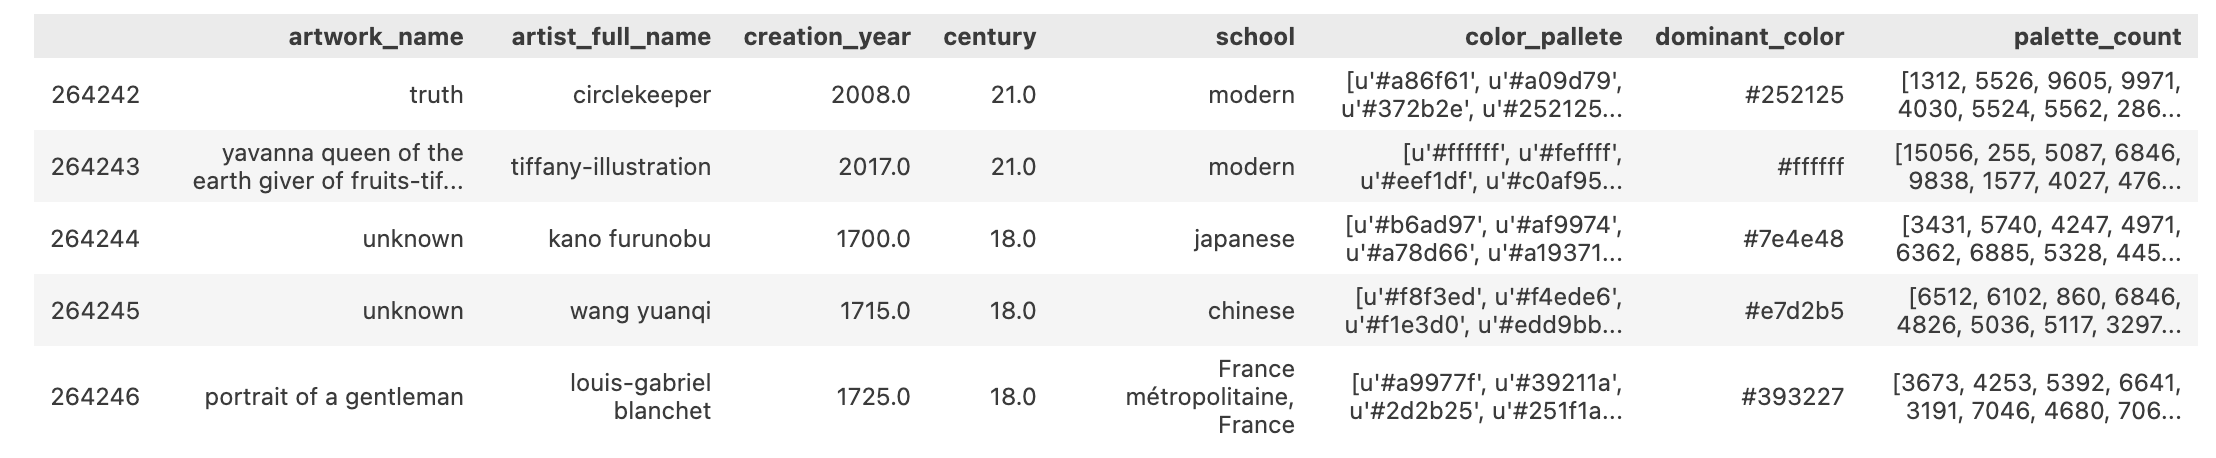 artwork_name artist_full_name creation_year century school color_pallete dominant_color palette_count
264242 truth circlekeeper 2008.0 21.0 modern [u'#a86f61', u'#a09d79', u'#372b2e', u'#252125... #252125 [1312, 5526, 9605, 9971, 4030, 5524, 5562, 286...
264243 yavanna queen of the earth giver of fruits-tif... tiffany-illustration 2017.0 21.0 modern [u'#ffffff', u'#feffff', u'#eef1df', u'#c0af95... #ffffff [15056, 255, 5087, 6846, 9838, 1577, 4027, 476...
264244 unknown kano furunobu 1700.0 18.0 japanese [u'#b6ad97', u'#af9974', u'#a78d66', u'#a19371... #7e4e48 [3431, 5740, 4247, 4971, 6362, 6885, 5328, 445...
264245 unknown wang yuanqi 1715.0 18.0 chinese [u'#f8f3ed', u'#f4ede6', u'#f1e3d0', u'#edd9bb... #e7d2b5 [6512, 6102, 860, 6846, 4826, 5036, 5117, 3297...
264246 portrait of a gentleman louis-gabriel blanchet 1725.0 18.0 France métropolitaine, France [u'#a9977f', u'#39211a', u'#2d2b25', u'#251f1a... #393227 [3673, 4253, 5392, 6641, 3191, 7046, 4680, 706...